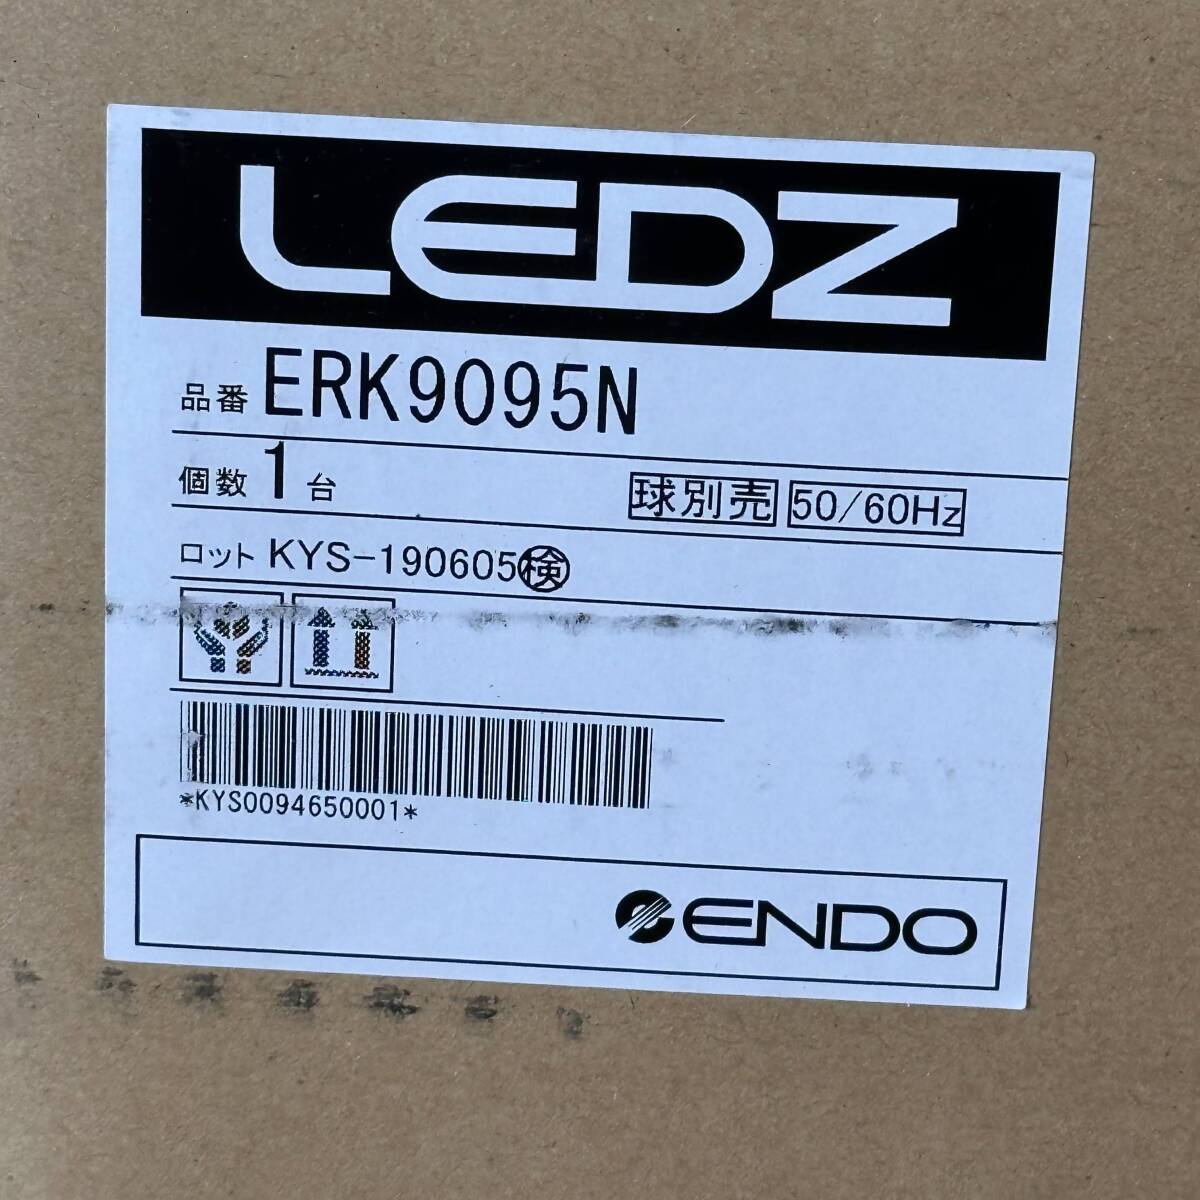 LEDZ
品番 ERK9095N
個数 1 台 球別売 50/60Hz
ロット KYS-190605 検
*KYS0094650001*
ENDO